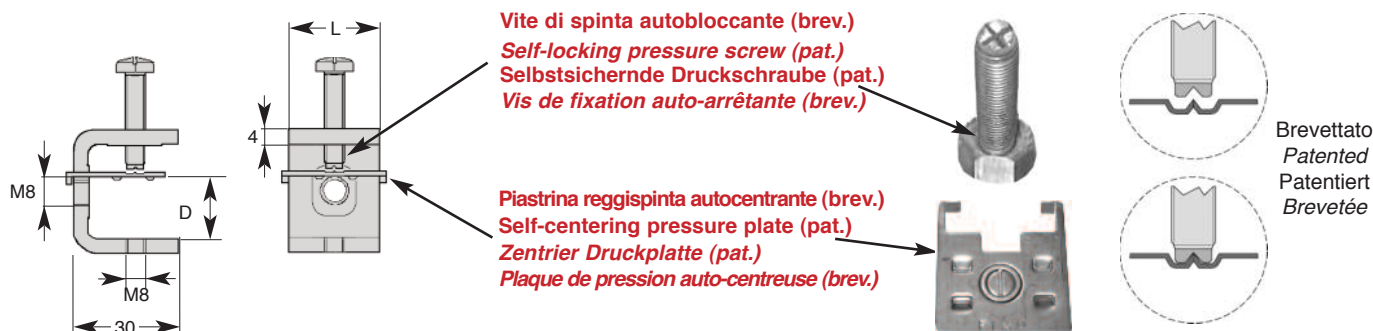 L
4
M8
D
M8
30
Vite di spinta autobloccante (brev.)
Self-locking pressure screw (pat.)
Selbstsichernde Druckschraube (pat.)
Vis de fixation auto-arrêtante (brev.)
Piastrina reggispinta autocentrante (brev.)
Self-centering pressure plate (pat.)
Zentrier Druckplatte (pat.)
Plaque de pression auto-centreuse (brev.)
Brevettato
Patented
Patentiert
Brevetée